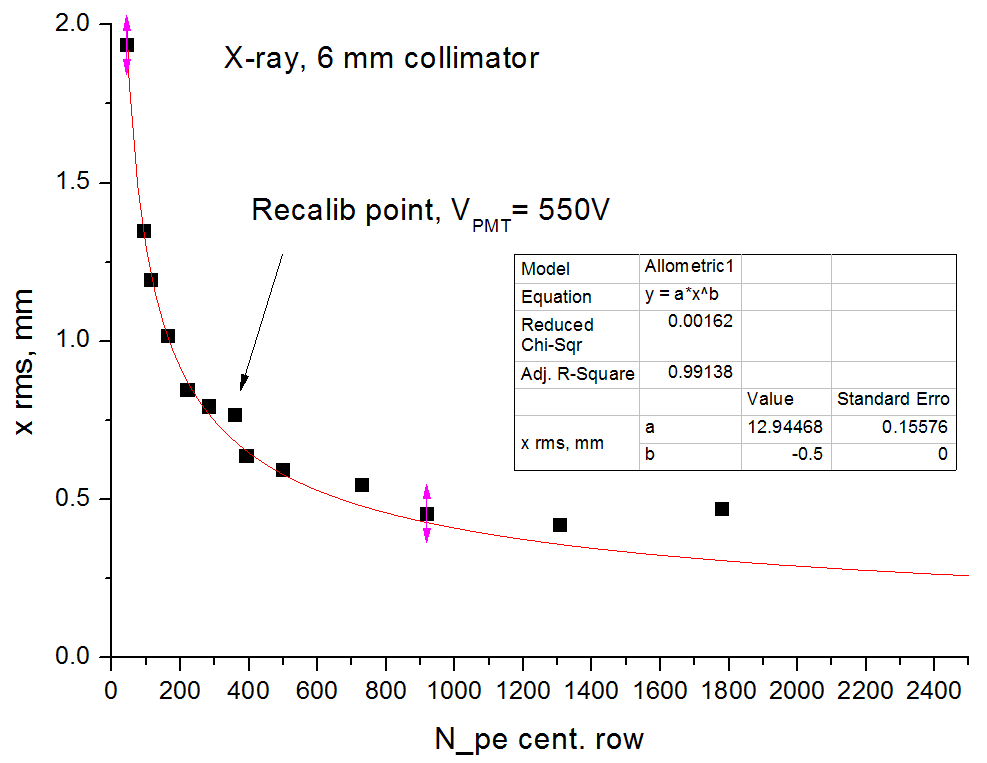 2.0
X-ray, 6 mm collimator
1.5
Recalib point, V_PMT= 550V
1.0
0.5
0.0
x rms, mm
Model Allometric1
Equation y = a*x^b
Reduced Chi-Sqr 0.00162
Adj. R-Square 0.99138
Value Standard Erro
x rms, mm a 12.94468 0.15576
b -0.5 0
0 200 400 600 800 1000 1200 1400 1600 1800 2000 2200 2400
N_pe cent. row